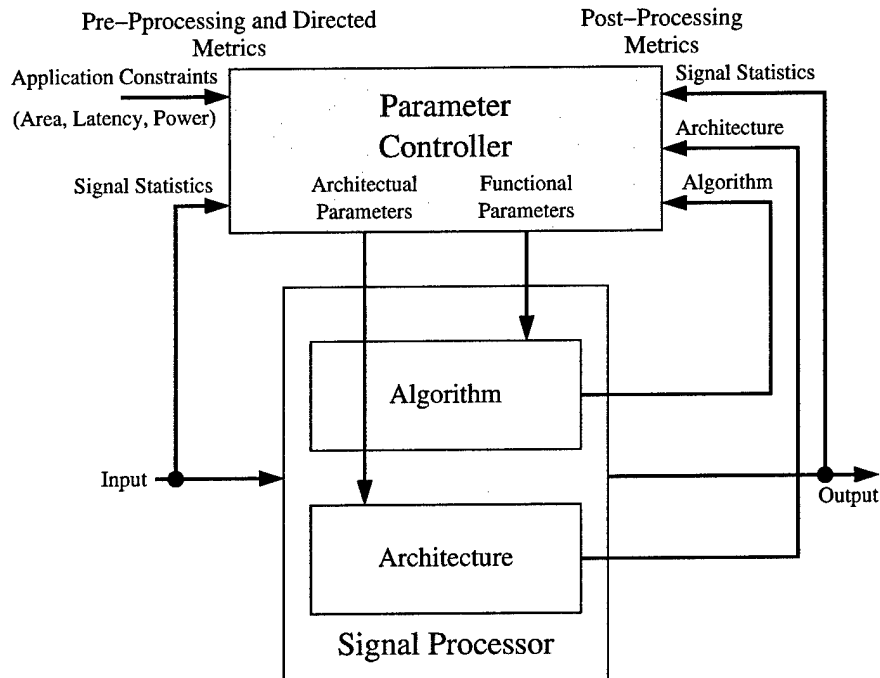 Pre–Pprocessing and Directed
Metrics
Post–Processing
Metrics
Application Constraints
(Area, Latency, Power)
Signal Statistics
Parameter
Controller
Architectual
Parameters
Functional
Parameters
Signal Statistics
Architecture
Algorithm
Algorithm
Input
Output
Architecture
Signal Processor